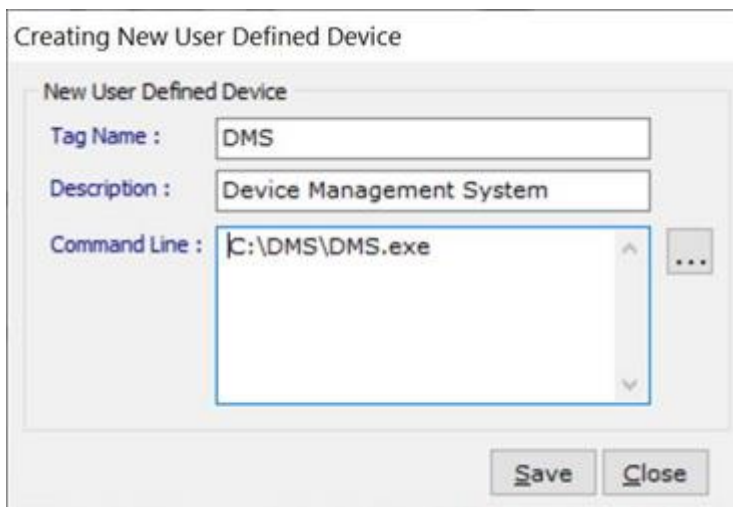 Creating New User Defined Device
New User Defined Device
Tag Name : DMS
Description : Device Management System
Command Line : C:\DMS\DMS.exe
...
Save Close